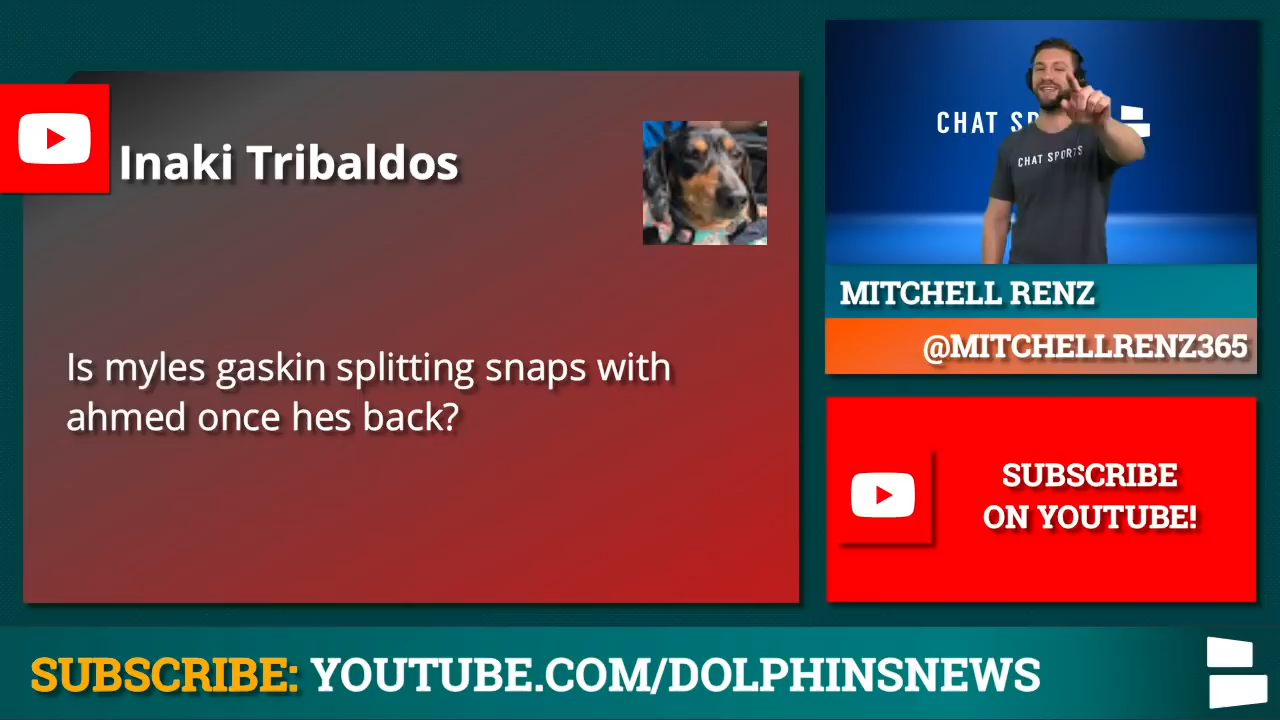 Inaki Tribaldos
Is myles gaskin splitting snaps with
ahmed once hes back?
CHAT SP
CHAT SPORTS
MITCHELL RENZ
@MITCHELLRENZ365
SUBSCRIBE
ON YOUTUBE!
SUBSCRIBE: YOUTUBE.COM/DOLPHINSNEWS